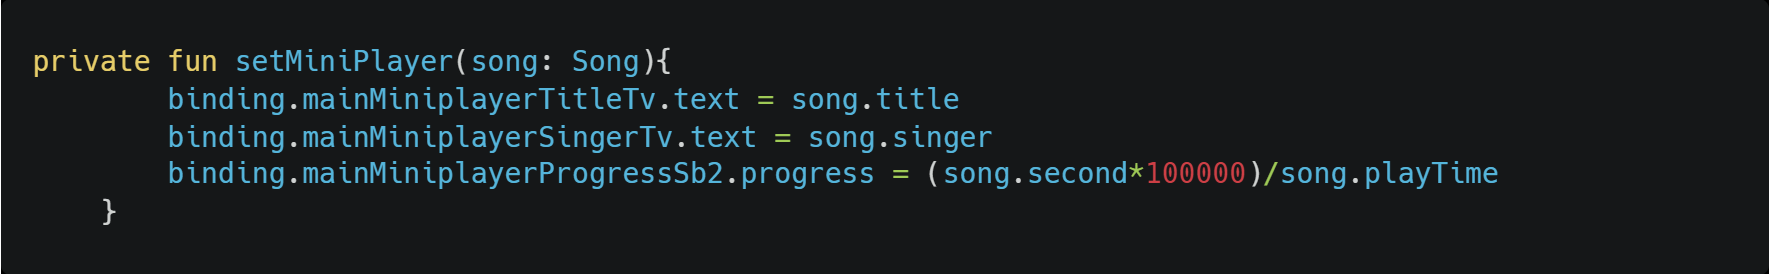 private fun setMiniPlayer(song: Song){
        binding.mainMiniplayerTitleTv.text = song.title
        binding.mainMiniplayerSingerTv.text = song.singer
        binding.mainMiniplayerProgressSb2.progress = (song.second*100000)/song.playTime
    }